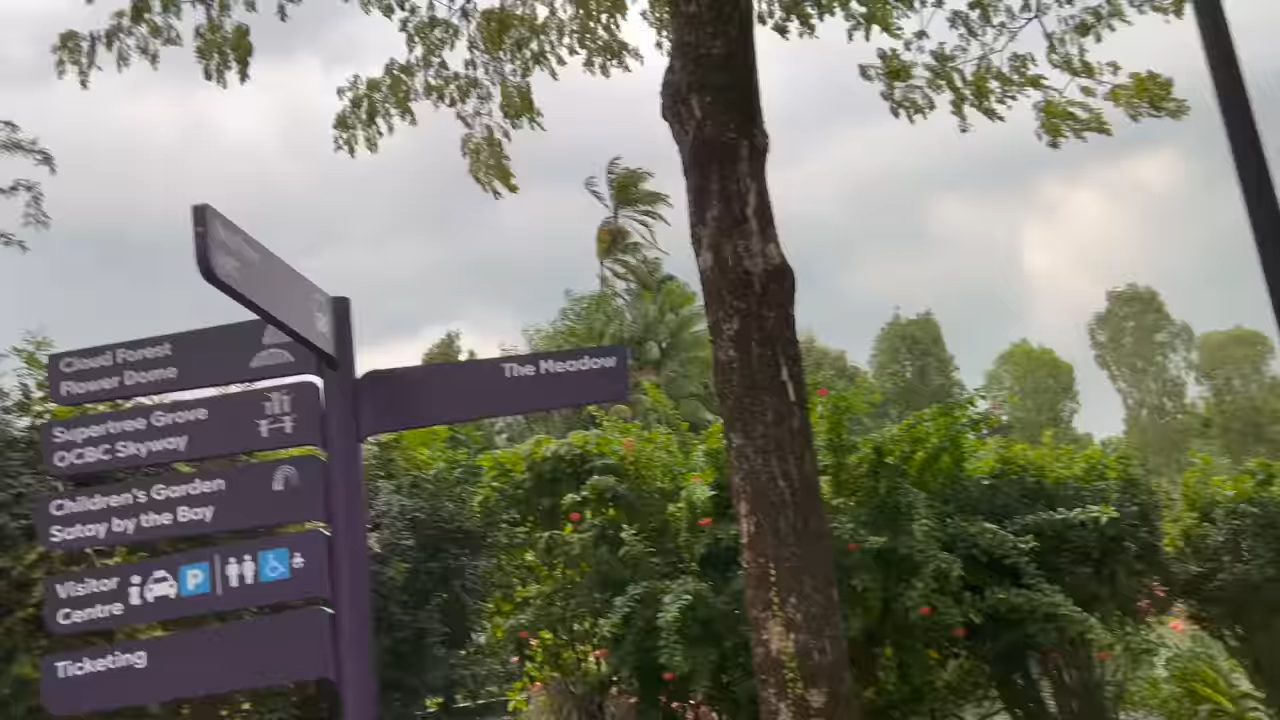 Cloud Forest
Flower Dome
The Meadow
Supertree Grove
OCBC Skyway
Children's Garden
Satay by the Bay
Visitor
Centre
P
Ticketing